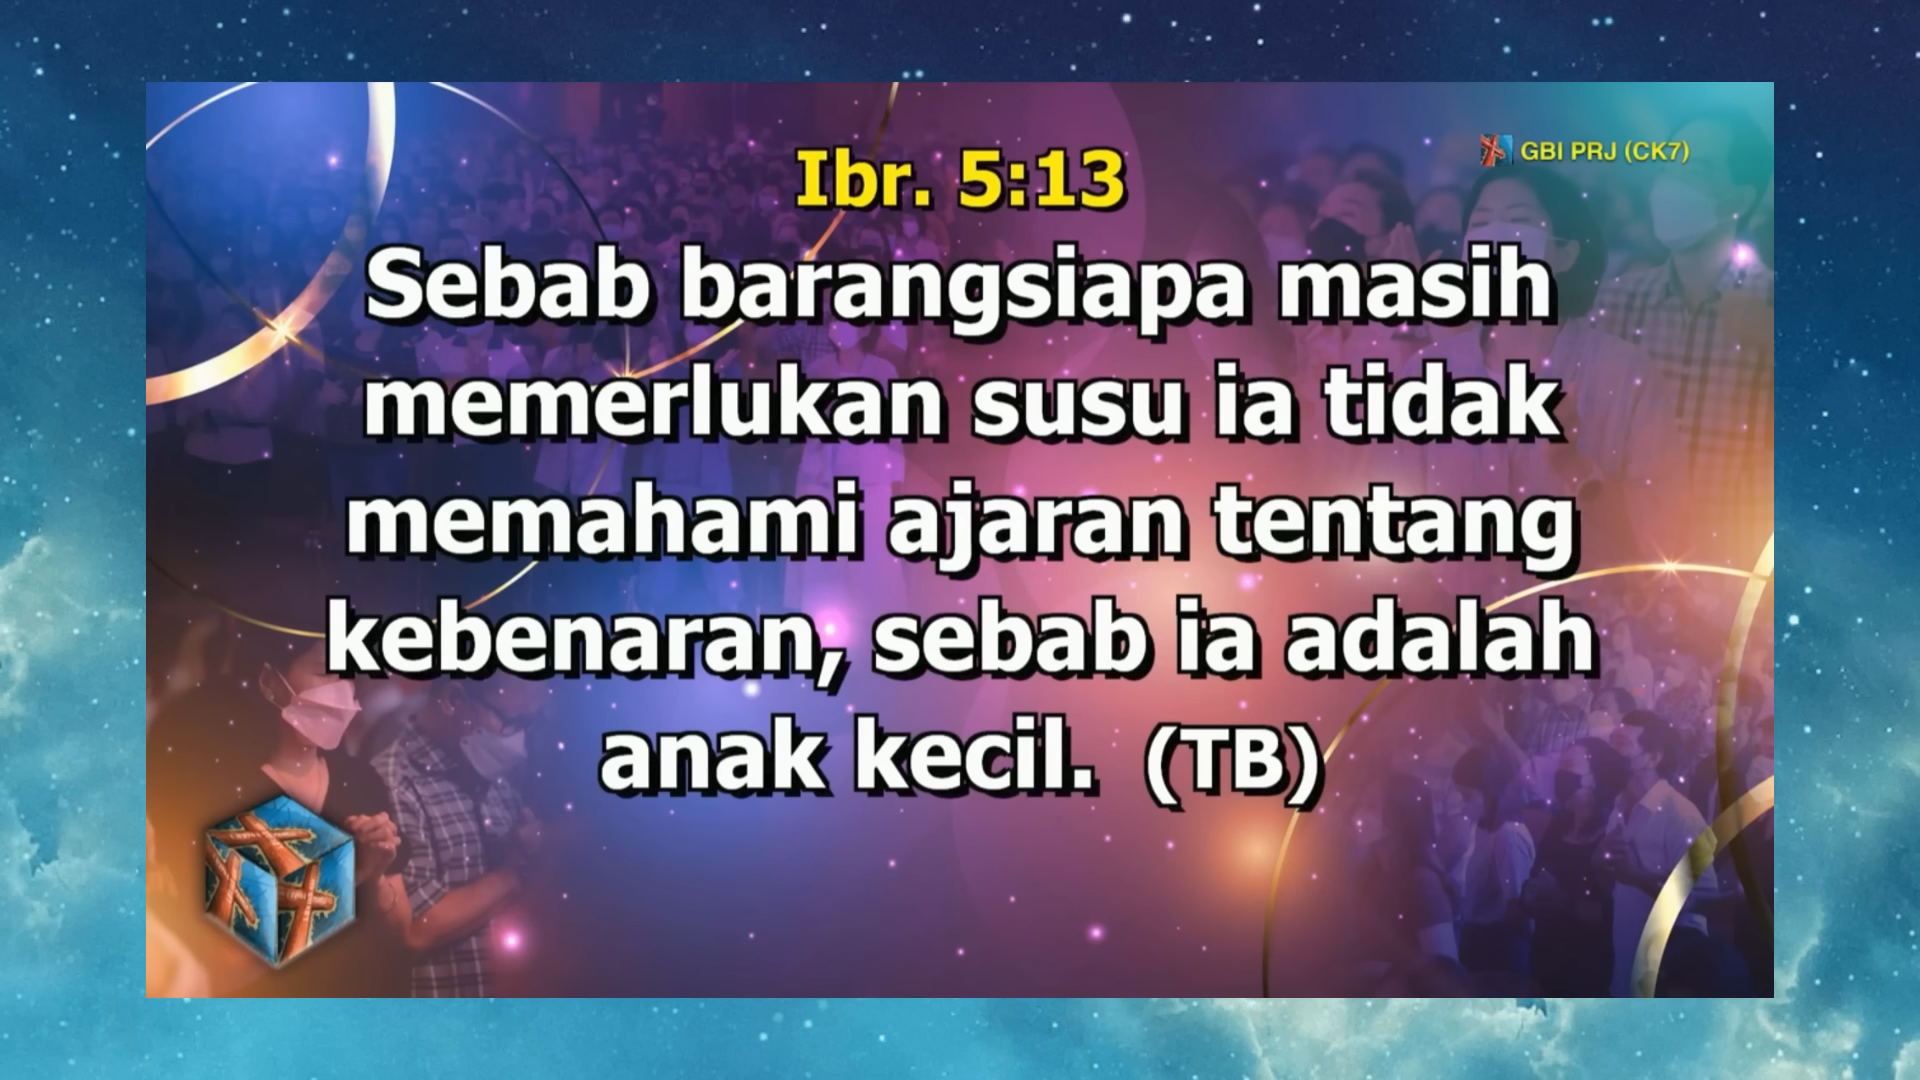 GBI PRJ (CK7)
Ibr. 5:13
Sebab barangsiapa masih
memerlukan susu ia tidak
memahami ajaran tentang
kebenaran, sebab ia adalah
anak kecil. (TB)